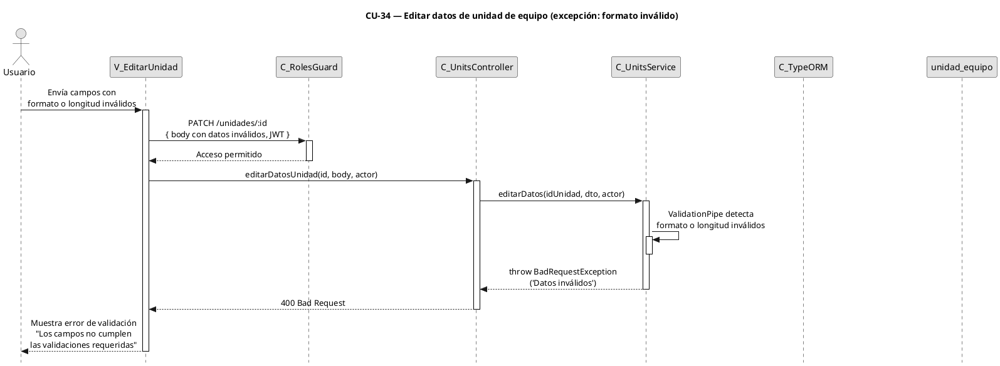 CU-34 — Editar datos de unidad de equipo (excepción: formato inválido)
Usuario
V_EditarUnidad
C_RolesGuard
C_UnitsController
C_UnitsService
C_TypeORM
unidad_equipo
Envía campos con
formato o longitud inválidos
PATCH /unidades/:id
{ body con datos inválidos, JWT }
Acceso permitido
editarDatosUnidad(id, body, actor)
editarDatos(idUnidad, dto, actor)
ValidationPipe detecta
formato o longitud inválidos
throw BadRequestException
('Datos inválidos')
400 Bad Request
Muestra error de validación
"Los campos no cumplen
las validaciones requeridas"